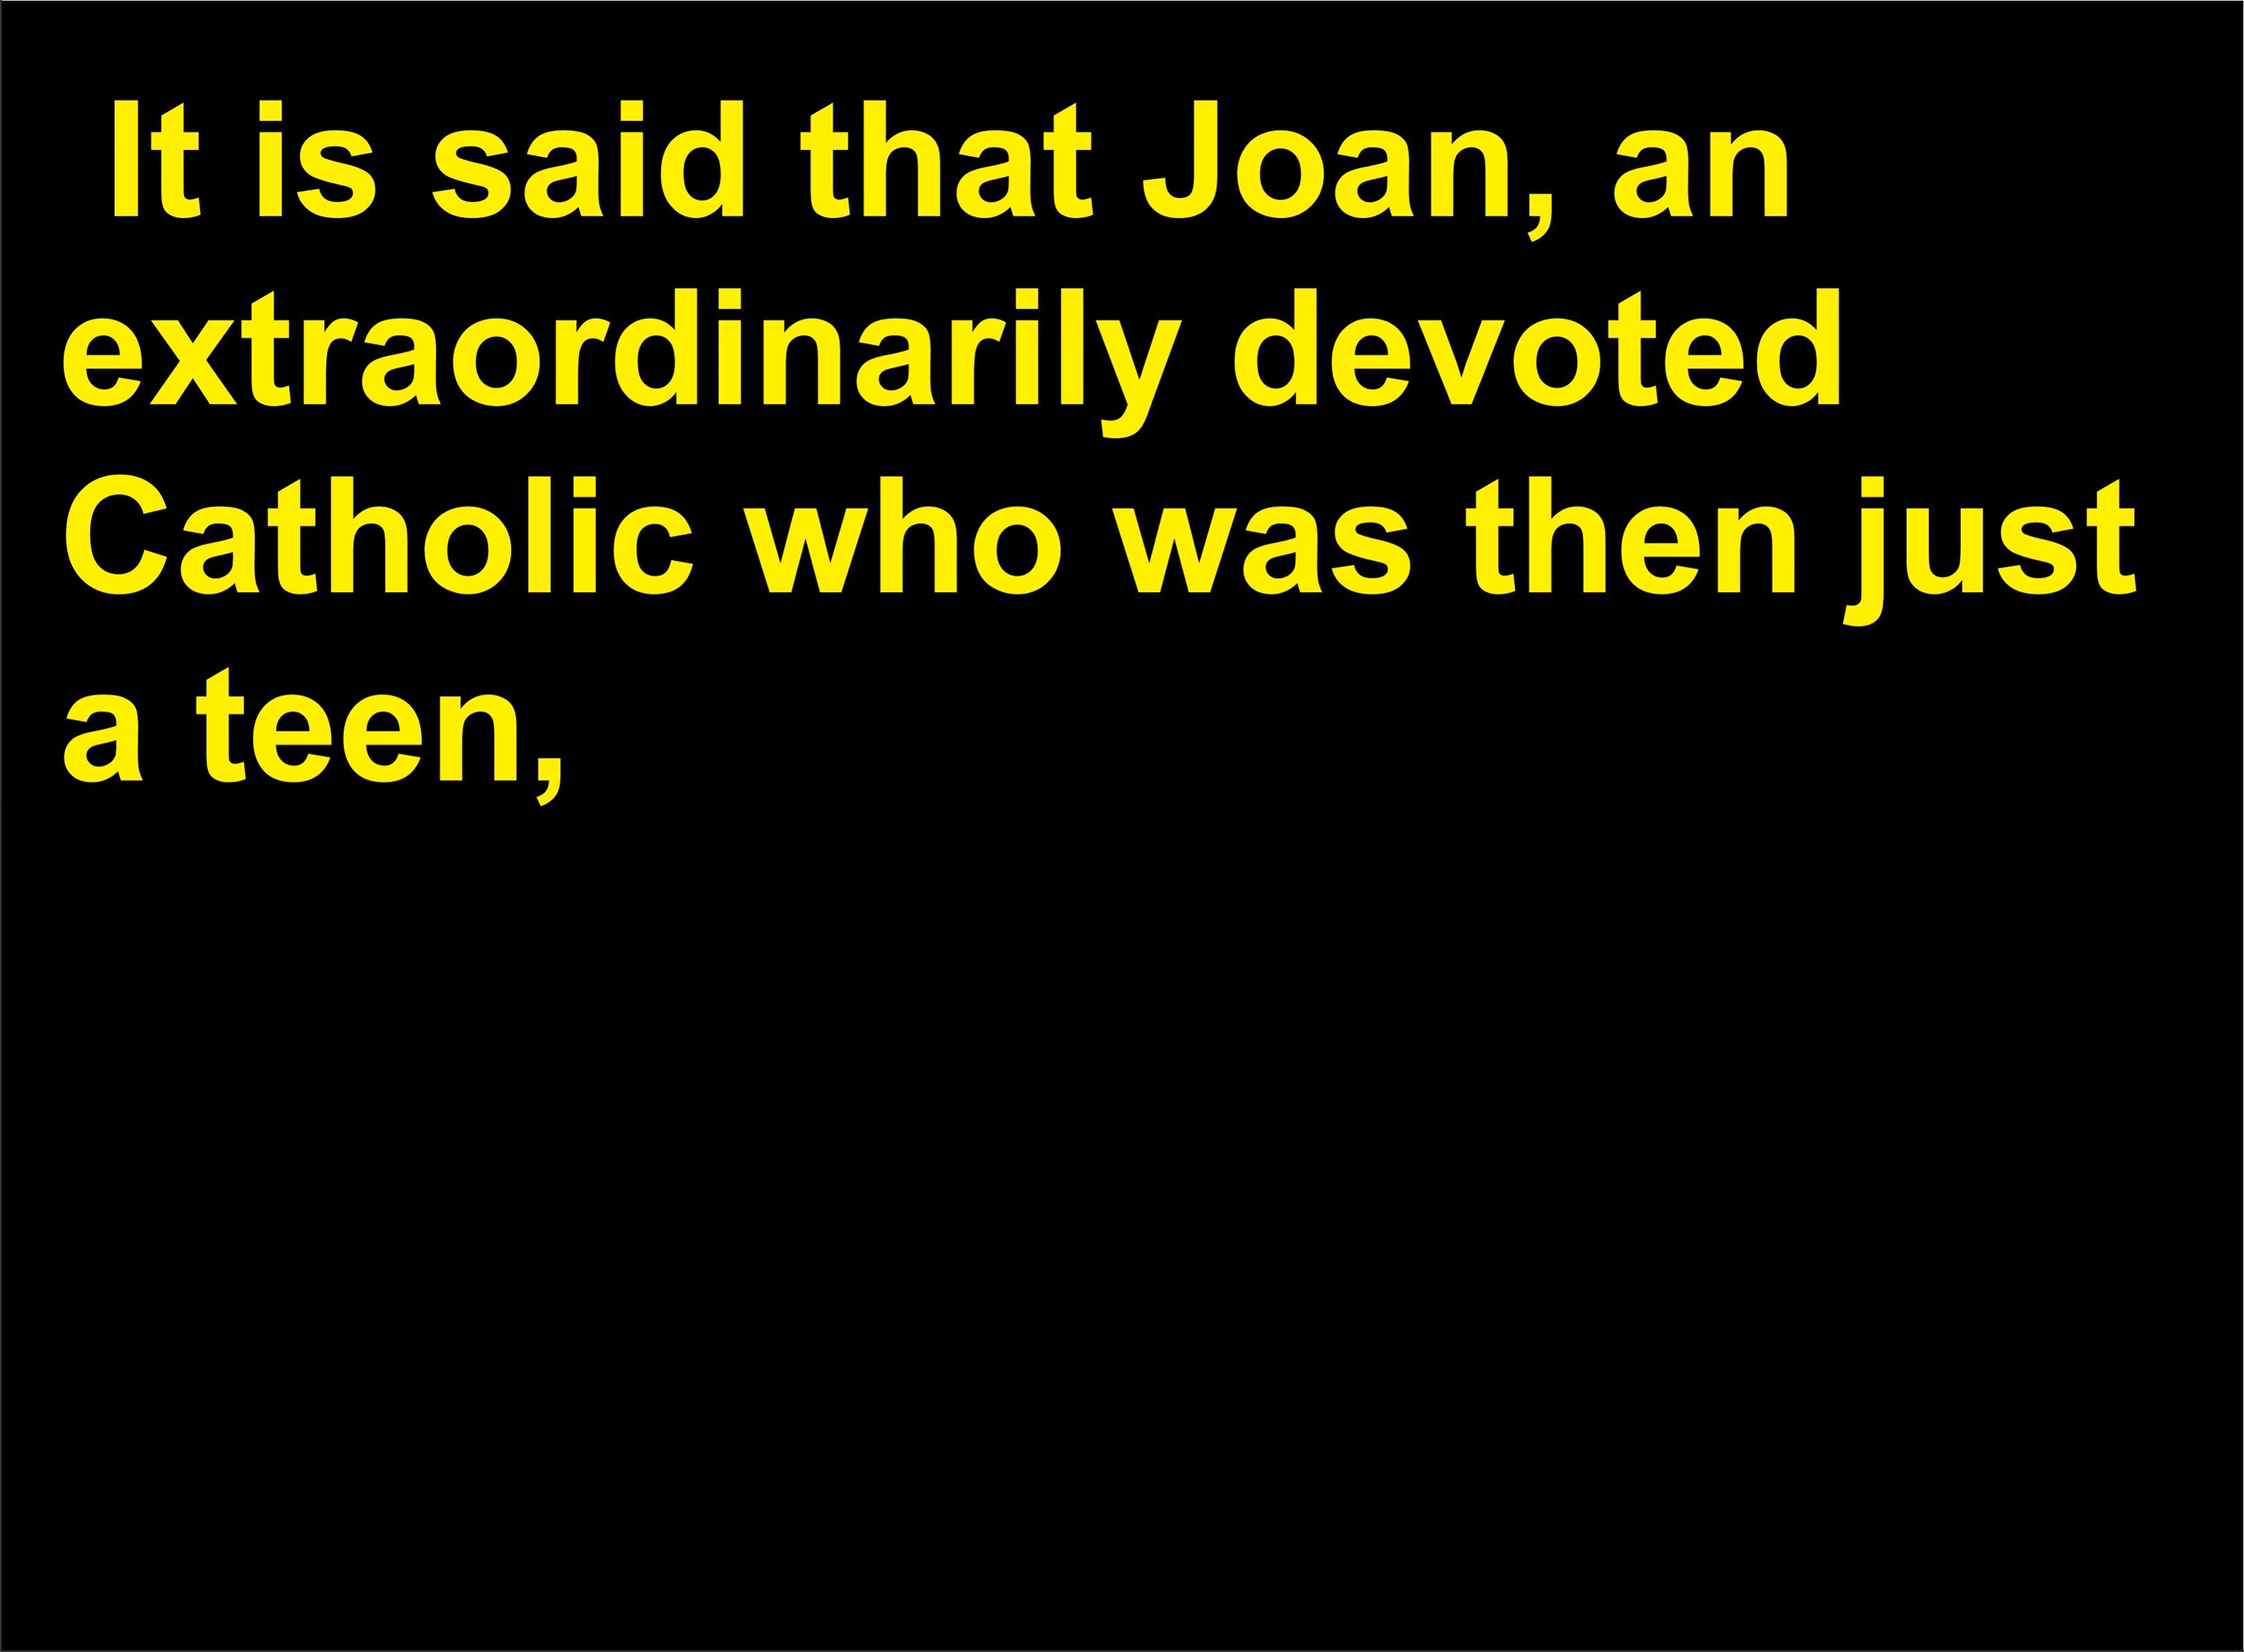 It is said that Joan, an
extraordinarily devoted
Catholic who was then just
a teen,